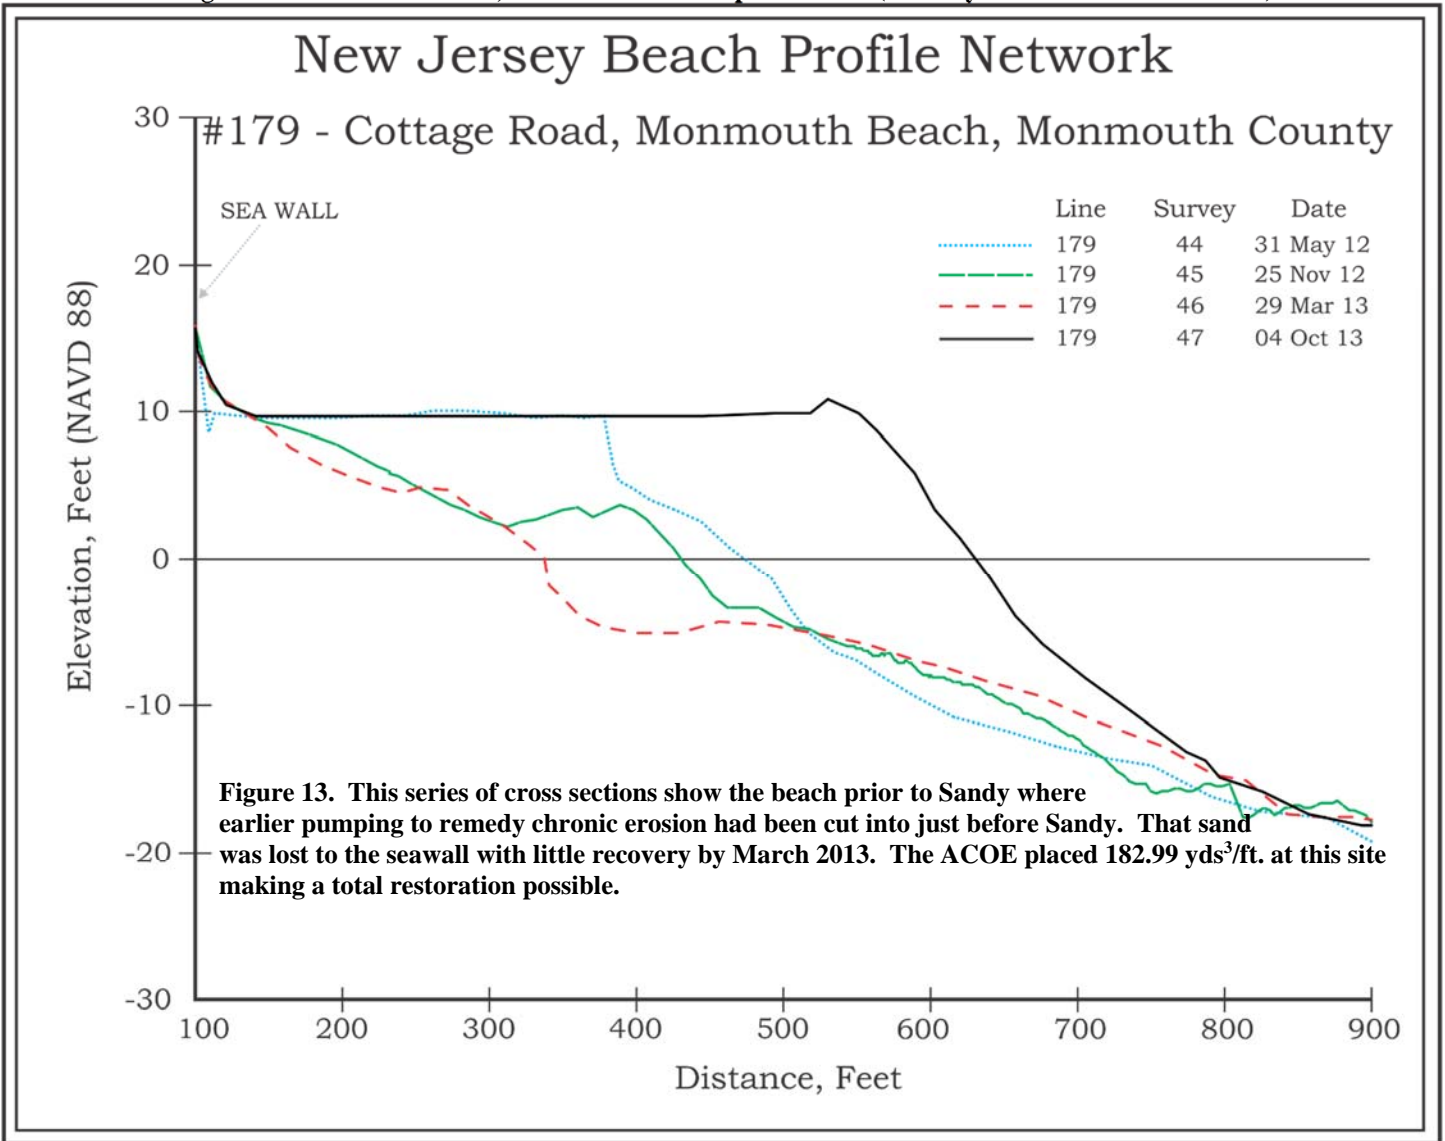 New Jersey Beach Profile Network
#179 - Cottage Road, Monmouth Beach, Monmouth County
SEA WALL
Line Survey Date
179 44 31 May 12
179 45 25 Nov 12
179 46 29 Mar 13
179 47 04 Oct 13
Elevation, Feet (NAVD 88)
30
20
10
0
-10
-20
-30
Figure 13. This series of cross sections show the beach prior to Sandy where
earlier pumping to remedy chronic erosion had been cut into just before Sandy. That sand
was lost to the seawall with little recovery by March 2013. The ACOE placed 182.99 yds³/ft. at this site
making a total restoration possible.
100 200 300 400 500 600 700 800 900
Distance, Feet